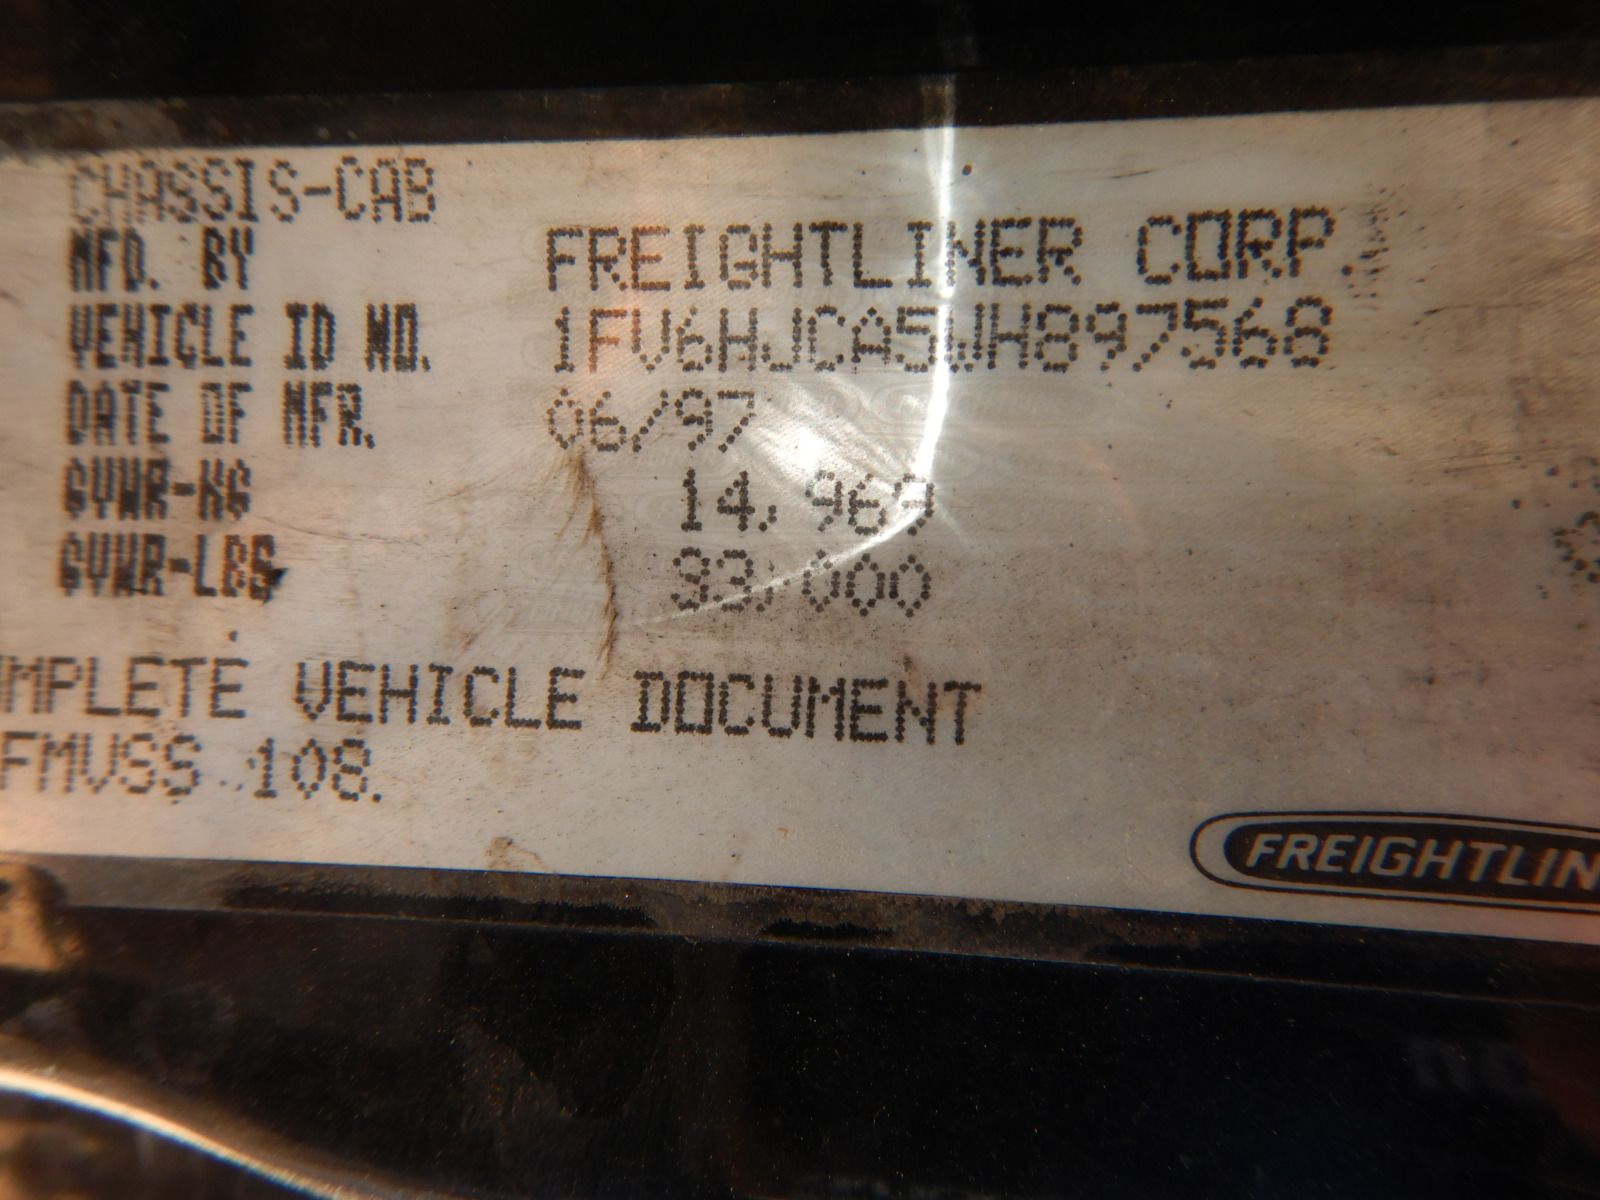 CHASSIS-CAB
MFD. BY FREIGHTLINER CORP.
VEHICLE ID NO. 1FV6HJCA5WH897568
DATE OF MFR. 06/97
GVWR-KG 14,969
GVWR-LBS 33,000
MPLETE VEHICLE DOCUMENT
FMVSS 108.
FREIGHTLIN